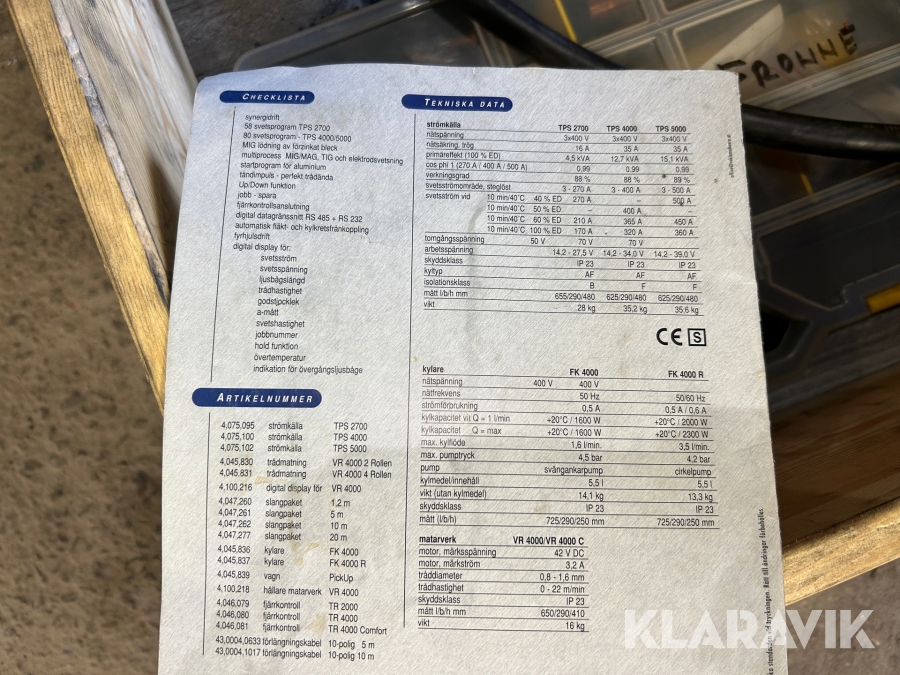 FRONNE
CHECKLISTA
synergidrift
58 svetsprogram TPS 2700
80 svetsprogram - TPS 4000/5000
MIG lödning av förzinkat bleck
multiprocess MIG/MAG, TIG och elektrodsvetsning
startprogram för aluminium
tändimpuls - perfekt trådända
Up/Down funktion
jobb - spara
fjärrkontrollsanslutning
digital datagränssnitt RS 485 + RS 232
automatisk fläkt- och kylkretsfrånkoppling
fyrhjulsdrift
digital display för:
svetsström
svetsspänning
ljusbågslängd
trådhastighet
godstjocklek
a-mått
svetshastighet
jobbnummer
hold funktion
övertemperatur
indikation för övergångsljusbåge
ARTIKELNUMMER
4,075,095 strömkälla TPS 2700
4,075,100 strömkälla TPS 4000
4,075,102 strömkälla TPS 5000
4,045,830 trådmatning VR 4000 2 Rollen
4,045,831 trådmatning VR 4000 4 Rollen
4,100,216 digital display för VR 4000
4,047,260 slangpaket 1,2 m
4,047,261 slangpaket 5 m
4,047,262 slangpaket 10 m
4,047,277 slangpaket 20 m
4,045,836 kylare FK 4000
4,045,837 kylare FK 4000 R
4,045,839 vagn PickUp
4,100,218 hållare matarverk VR 4000
4,046,079 fjärrkontroll TR 2000
4,046,080 fjärrkontroll TR 4000
4,046,081 fjärrkontroll TR 4000 Comfort
43,0004,0633 förlängningskabel 10-polig 5 m
43,0004,1017 förlängningskabel 10-polig 10 m
TEKNISKA DATA
strömkälla TPS 2700 TPS 4000 TPS 5000
nätspänning 3x400 V 3x400 V 3x400 V
nätsäkring, trög 16 A 35 A 35 A
primäreffekt (100 % ED) 4,5 kVA 12,7 kVA 15,1 kVA
cos phi 1 (270 A / 400 A / 500 A) 0,99 0,99 0,99
verkningsgrad 88 % 88 % 89 %
svetsströmområde, steglöst 3 - 270 A 3 - 400 A 3 - 500 A
svetsström vid 10 min/40°C 40 % ED 270 A – 500 A
10 min/40°C 50 % ED 400 A
10 min/40°C 60 % ED 210 A 365 A 450 A
10 min/40°C 100 % ED 170 A 320 A 360 A
tomgångsspänning 50 V 70 V 70 V
arbetsspänning 14,2 - 27,5 V 14,2 - 34,0 V 14,2 - 39,0 V
skyddsklass IP 23 IP 23 IP 23
kyltyp AF AF AF
isolationsklass B F F
mått l/b/h mm 655/290/480 625/290/480 625/290/480
vikt 28 kg 35,2 kg 35,6 kg
CE S
kylare FK 4000 FK 4000 R
nätspänning 400 V 400 V
nätfrekvens 50 Hz 50/60 Hz
strömförbrukning 0,5 A 0,5 A / 0,6 A
kylkapacitet vit Q = 1 l/min +20°C / 1600 W +20°C / 2000 W
kylkapacitet Q = max +20°C / 1600 W +20°C / 2300 W
max. kylflöde 1,6 l/min. 3,5 l/min.
max. pumptryck 4,5 bar 4,2 bar
pump svångankarpump cirkelpump
kylmedel/innehåll 5,5 l 5,5 l
vikt (utan kylmedel) 14,1 kg 13,3 kg
skyddsklass IP 23 IP 23
mått (l/b/h) 725/290/250 mm 725/290/250 mm
matarverk VR 4000/VR 4000 C
motor, märksspänning 42 V DC
motor, märkström 3,2 A
tråddiameter 0,8 - 1,6 mm
trådhastighet 0 - 22 m/min
skyddsklass IP 23
mått l/b/h mm 650/290/410
vikt 16 kg
vid tryckningen. Rätt till ändringar förbehålles.
KLARAVIK